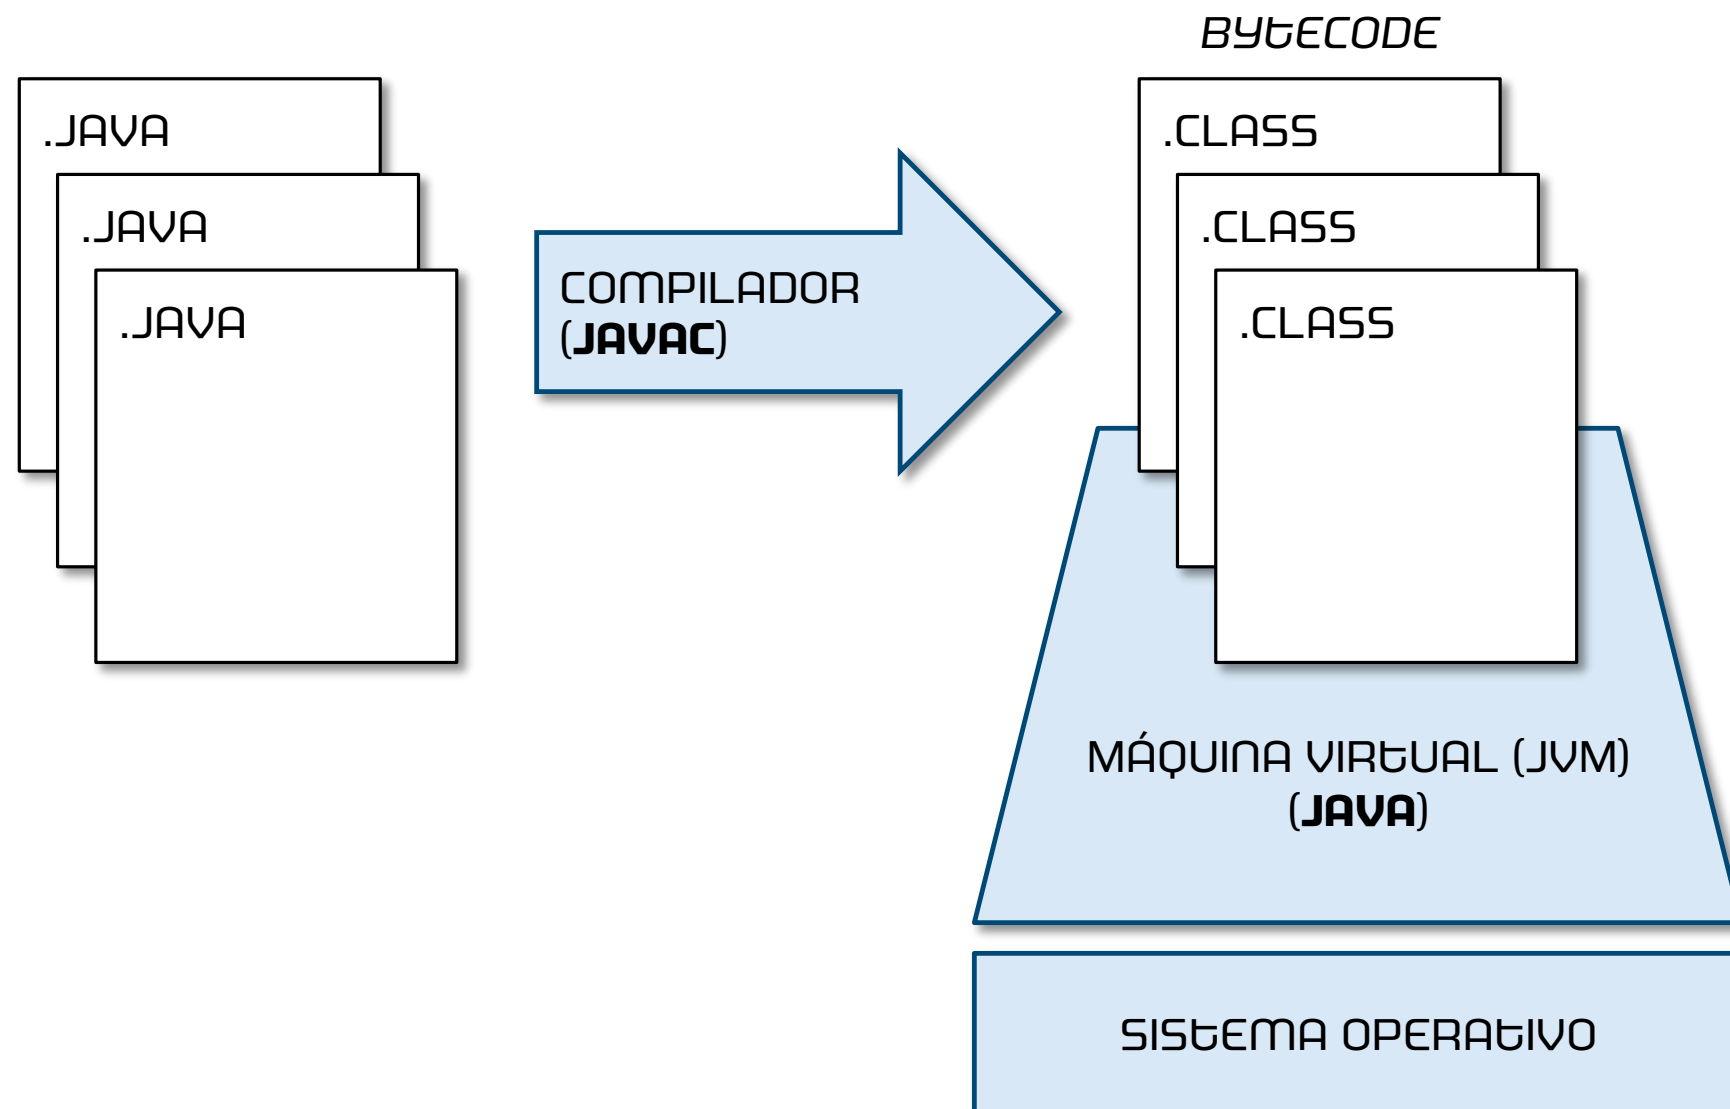 BYTECODE
.JAVA
.JAVA
.JAVA
COMPILADOR
(JAVAC)
.CLASS
.CLASS
.CLASS
MÁQUINA VIRTUAL (JVM)
(JAVA)
SISTEMA OPERATIVO